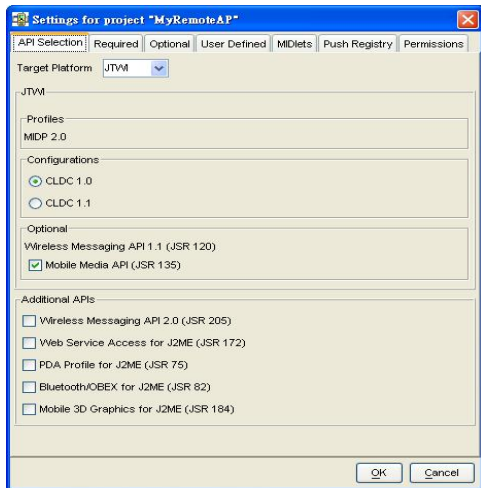 Settings for project "MyRemoteAP"
API Selection Required Optional User Defined MIDlets Push Registry Permissions
Target Platform JTWI
JTWI
Profiles
MIDP 2.0
Configurations
CLDC 1.0
CLDC 1.1
Optional
Wireless Messaging API 1.1 (JSR 120)
Mobile Media API (JSR 135)
Additional APIs
Wireless Messaging API 2.0 (JSR 205)
Web Service Access for J2ME (JSR 172)
PDA Profile for J2ME (JSR 75)
Bluetooth/OBEX for J2ME (JSR 82)
Mobile 3D Graphics for J2ME (JSR 184)
OK Cancel